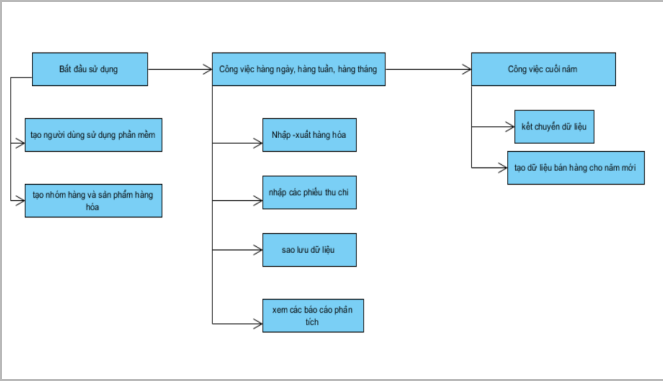 Bắt đầu sử dụng
Công việc hàng ngày, hàng tuần, hàng tháng
Công việc cuối năm
tạo người dùng sử dụng phần mềm
tạo nhóm hàng và sản phẩm hàng
hóa
Nhập -xuất hàng hóa
nhập các phiếu thu chi
sao lưu dữ liệu
xem các báo cáo phân
tích
kết chuyển dữ liệu
tạo dữ liệu bán hàng cho năm mới